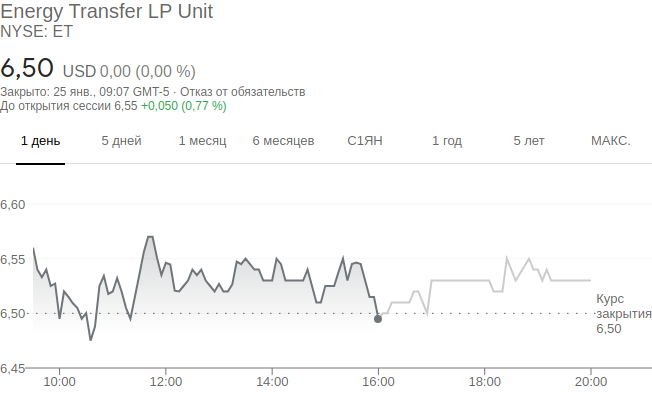 Energy Transfer LP Unit
NYSE: ET
6,50 USD 0,00 (0,00 %)
Закрыто: 25 янв., 09:07 GMT-5 · Отказ от обязательств
До открытия сессии 6,55 +0,050 (0,77 %)
1 день 5 дней 1 месяц 6 месяцев С1ЯН 1 год 5 лет МАКС.
6,60
6,55
6,50
6,45
Курс
закрытия
6,50
10:00 12:00 14:00 16:00 18:00 20:00